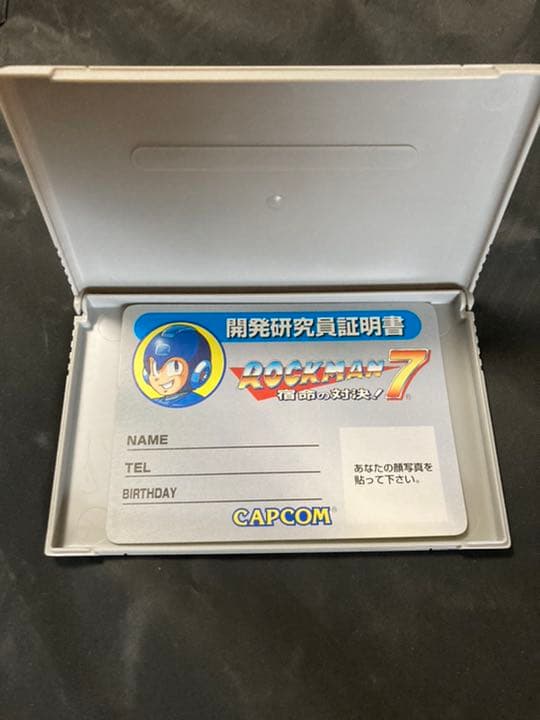 開発研究員証明書
ROCKMAN 7
宿命の対決!
NAME
TEL
BIRTHDAY
あなたの顔写真を
貼って下さい。
CAPCOM